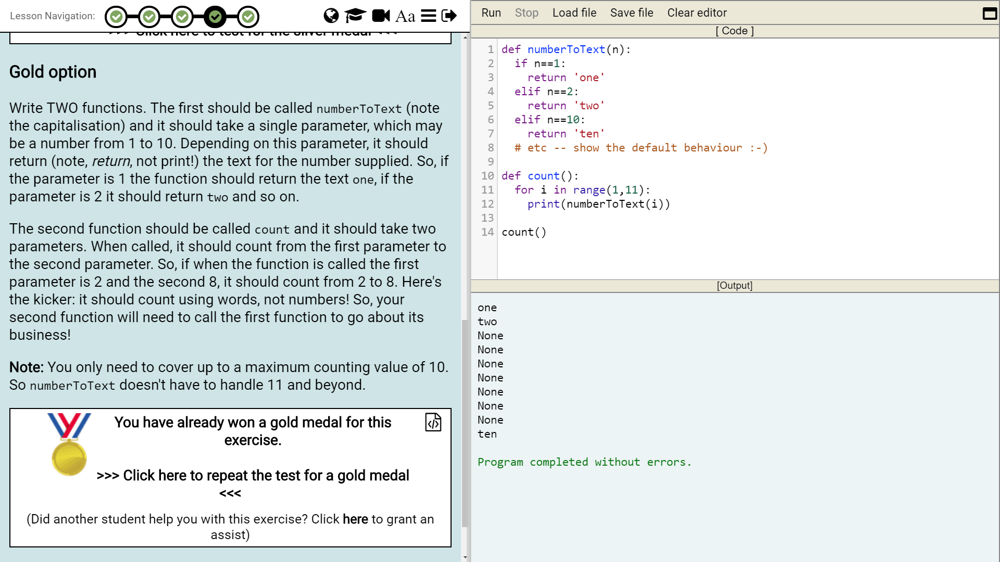 Lesson Navigation:
Aa
>>> Click here to test for the silver medal <<<
Gold option
Write TWO functions. The first should be called numberToText (note
the capitalisation) and it should take a single parameter, which may
be a number from 1 to 10. Depending on this parameter, it should
return (note, return, not print!) the text for the number supplied. So, if
the parameter is 1 the function should return the text one, if the
parameter is 2 it should return two and so on.
The second function should be called count and it should take two
parameters. When called, it should count from the first parameter to
the second parameter. So, if when the function is called the first
parameter is 2 and the second 8, it should count from 2 to 8. Here's
the kicker: it should count using words, not numbers! So, your
second function will need to call the first function to go about its
business!
Note: You only need to cover up to a maximum counting value of 10.
So numberToText doesn't have to handle 11 and beyond.
You have already won a gold medal for this
exercise.
>>> Click here to repeat the test for a gold medal
<<<
(Did another student help you with this exercise? Click here to grant an
assist)
Run Stop Load file Save file Clear editor
[ Code ]
1 def numberToText(n):
2   if n==1:
3     return 'one'
4   elif n==2:
5     return 'two'
6   elif n==10:
7     return 'ten'
8   # etc -- show the default behaviour :-)
9
10 def count():
11   for i in range(1,11):
12     print(numberToText(i))
13
14 count()
[Output]
one
two
None
None
None
None
None
None
None
ten
Program completed without errors.